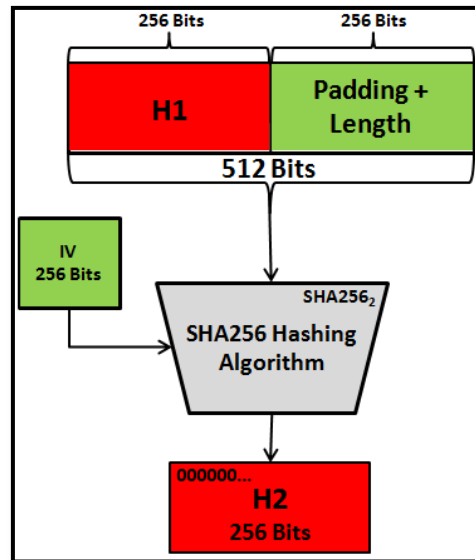 256 Bits 256 Bits
H1 Padding +
Length
512 Bits
IV
256 Bits
SHA256₂
SHA256 Hashing
Algorithm
000000...
H2
256 Bits